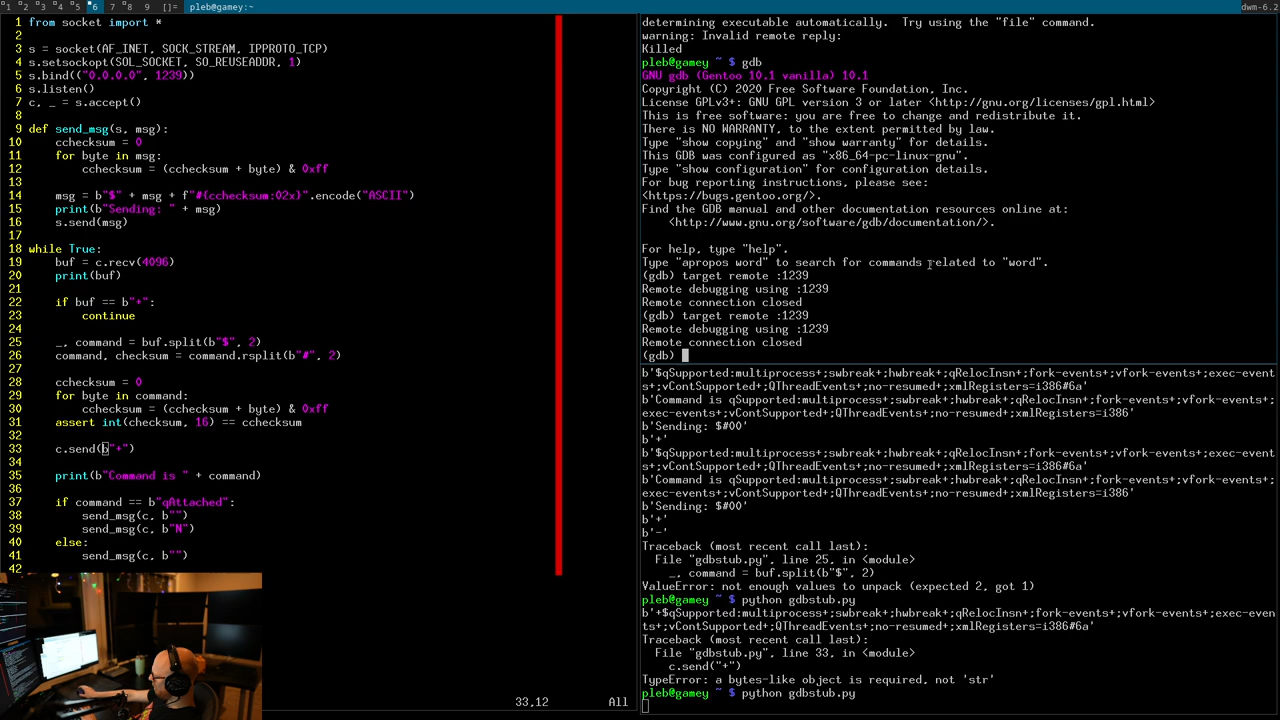 1 2 3 4 5 6 7 8 9 []= pleb@gamey:~ dwm-6.2
1 from socket import *
2
3 s = socket(AF_INET, SOCK_STREAM, IPPROTO_TCP)
4 s.setsockopt(SOL_SOCKET, SO_REUSEADDR, 1)
5 s.bind(("0.0.0.0", 1239))
6 s.listen()
7 c, _ = s.accept()
8
9 def send_msg(s, msg):
10     cchecksum = 0
11     for byte in msg:
12         cchecksum = (cchecksum + byte) & 0xff
13
14     msg = b"$" + msg + f"#{cchecksum:02x}".encode("ASCII")
15     print(b"Sending: " + msg)
16     s.send(msg)
17
18 while True:
19     buf = c.recv(4096)
20     print(buf)
21
22     if buf == b"+":
23         continue
24
25     _, command = buf.split(b"$", 2)
26     command, checksum = command.rsplit(b"#", 2)
27
28     cchecksum = 0
29     for byte in command:
30         cchecksum = (cchecksum + byte) & 0xff
31     assert int(checksum, 16) == cchecksum
32
33     c.send(b"+")
34
35     print(b"Command is " + command)
36
37     if command == b"qAttached":
38         send_msg(c, b"")
39         send_msg(c, b"N")
40     else:
41         send_msg(c, b"")
42
33,12 All
determining executable automatically.  Try using the "file" command.
warning: Invalid remote reply:
Killed
pleb@gamey ~ $ gdb
GNU gdb (Gentoo 10.1 vanilla) 10.1
Copyright (C) 2020 Free Software Foundation, Inc.
License GPLv3+: GNU GPL version 3 or later <http://gnu.org/licenses/gpl.html>
This is free software: you are free to change and redistribute it.
There is NO WARRANTY, to the extent permitted by law.
Type "show copying" and "show warranty" for details.
This GDB was configured as "x86_64-pc-linux-gnu".
Type "show configuration" for configuration details.
For bug reporting instructions, please see:
<https://bugs.gentoo.org/>.
Find the GDB manual and other documentation resources online at:
    <http://www.gnu.org/software/gdb/documentation/>.

For help, type "help".
Type "apropos word" to search for commands related to "word".
(gdb) target remote :1239
Remote debugging using :1239
Remote connection closed
(gdb) target remote :1239
Remote debugging using :1239
Remote connection closed
(gdb)
b'$qSupported:multiprocess+;swbreak+;hwbreak+;qRelocInsn+;fork-events+;vfork-events+;exec-event
s+;vContSupported+;QThreadEvents+;no-resumed+;xmlRegisters=i386#6a'
b'Command is qSupported:multiprocess+;swbreak+;hwbreak+;qRelocInsn+;fork-events+;vfork-events+;
exec-events+;vContSupported+;QThreadEvents+;no-resumed+;xmlRegisters=i386'
b'Sending: $#00'
b'+'
b'$qSupported:multiprocess+;swbreak+;hwbreak+;qRelocInsn+;fork-events+;vfork-events+;exec-event
s+;vContSupported+;QThreadEvents+;no-resumed+;xmlRegisters=i386#6a'
b'Command is qSupported:multiprocess+;swbreak+;hwbreak+;qRelocInsn+;fork-events+;vfork-events+;
exec-events+;vContSupported+;QThreadEvents+;no-resumed+;xmlRegisters=i386'
b'Sending: $#00'
b'+'
b'-'
Traceback (most recent call last):
  File "gdbstub.py", line 25, in <module>
    _, command = buf.split(b"$", 2)
ValueError: not enough values to unpack (expected 2, got 1)
pleb@gamey ~ $ python gdbstub.py
b'+$qSupported:multiprocess+;swbreak+;hwbreak+;qRelocInsn+;fork-events+;vfork-events+;exec-even
ts+;vContSupported+;QThreadEvents+;no-resumed+;xmlRegisters=i386#6a'
Traceback (most recent call last):
  File "gdbstub.py", line 33, in <module>
    c.send("+")
TypeError: a bytes-like object is required, not 'str'
pleb@gamey ~ $ python gdbstub.py